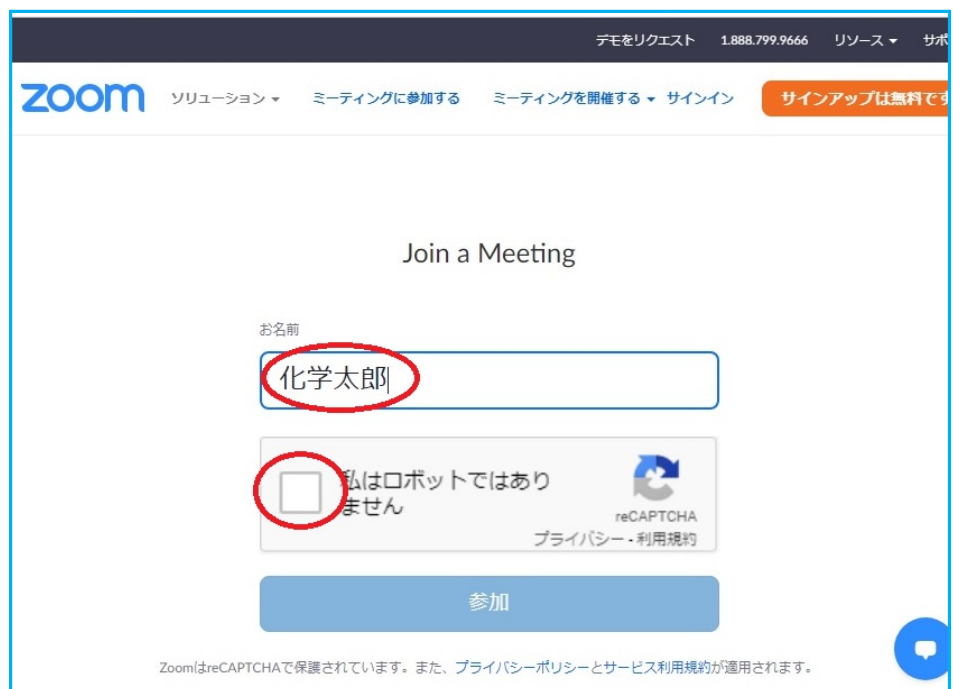 デモをリクエスト 1.888.799.9666 リソース サポ
zoom ソリューション ミーティングに参加する ミーティングを開催する サインイン サインアップは無料です
Join a Meeting
お名前
化学太郎
私はロボットではあり
ません
reCAPTCHA
プライバシー - 利用規約
参加
ZoomはreCAPTCHAで保護されています。また、プライバシーポリシーとサービス利用規約が適用されます。